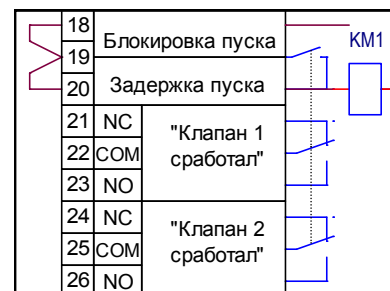 18 Блокировка пуска
19
20 Задержка пуска
KM1
21 NC
22 COM
23 NO
"Клапан 1
сработал"
24 NC
25 COM
26 NO
"Клапан 2
сработал"